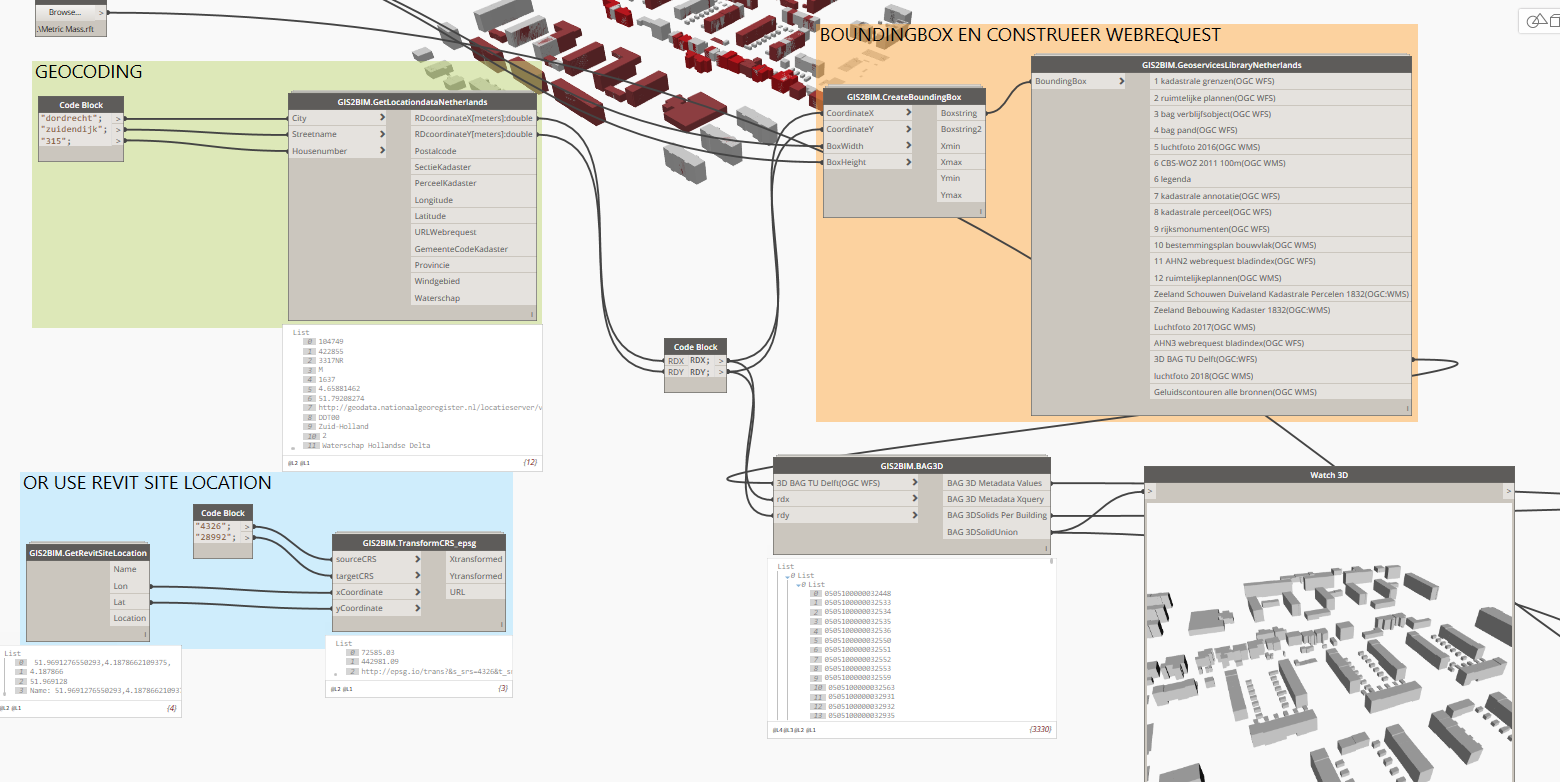 Browse... >
.\Metric Mass.rft
GEOCODING
Code Block
"dordrecht"; >
"zuidendijk"; >
"315"; >
GIS2BIM.GetLocationdataNetherlands
City >
Streetname >
Housenumber >
RDcoordinateX[meters]:double
RDcoordinateY[meters]:double
Postalcode
SectieKadaster
PerceelKadaster
Longitude
Latitude
URLWebrequest
GemeenteCodeKadaster
Provincie
Windgebied
Waterschap
I
List
0 104749
1 422855
2 3317NR
3 M
4 1637
5 4.65881462
6 51.79208274
7 http://geodata.nationaalgeoregister.nl/locatieserver/v
8 DDT00
9 Zuid-Holland
10 2
11 Waterschap Hollandse Delta
@L2 @L1 {12}
OR USE REVIT SITE LOCATION
Code Block
"4326"; >
"28992"; >
GIS2BIM.GetRevitSiteLocation
Name
Lon
Lat
Location
I
GIS2BIM.TransformCRS_epsg
sourceCRS >
targetCRS >
xCoordinate >
yCoordinate >
Xtransformed
Ytransformed
URL
I
List
0 51.9691276550293,4.1878662109375,
1 4.187866
2 51.969128
3 Name: 51.9691276550293,4.187866210937
@L2 @L1 {4}
List
0 72585.03
1 442981.09
2 http://epsg.io/trans?&s_srs=4326&t_s
@L2 @L1 {3}
Code Block
RDX RDX; >
RDY RDY; >
BOUNDINGBOX EN CONSTRUEER WEBREQUEST
GIS2BIM.CreateBoundingBox
CoordinateX >
CoordinateY >
BoxWidth >
BoxHeight >
Boxstring
Boxstring2
Xmin
Xmax
Ymin
Ymax
I
GIS2BIM.GeoservicesLibraryNetherlands
BoundingBox >
1 kadastrale grenzen(OGC WFS)
2 ruimtelijke plannen(OGC WFS)
3 bag verblijfsobject(OGC WFS)
4 bag pand(OGC WFS)
5 luchtfoto 2016(OGC WFS)
6 CBS-WOZ 2011 100m(OGC WMS)
6 legenda
7 kadastrale annotatie(OGC WFS)
8 kadastrale perceel(OGC WFS)
9 rijksmonumenten(OGC WFS)
10 bestemmingsplan bouwvlak(OGC WMS)
11 AHN2 webrequest bladindex(OGC WFS)
12 ruimtelijkeplannen(OGC WMS)
Zeeland Schouwen Duiveland Kadastrale Percelen 1832(OGC:WMS)
Zeeland Bebouwing Kadaster 1832(OGC:WMS)
Luchtfoto 2017(OGC WMS)
AHN3 webrequest bladindex(OGC WFS)
3D BAG TU Delft(OGC:WFS)
luchtfoto 2018(OGC WMS)
Geluidscontouren alle bronnen(OGC WMS)
I
GIS2BIM.BAG3D
3D BAG TU Delft(OGC WFS) >
rdx >
rdy >
BAG 3D Metadata Values
BAG 3D Metadata Xquery
BAG 3DSolids Per Building
BAG 3DSolidUnion
I
List
0 List
0 List
0 0505100000032448
1 0505100000032533
2 0505100000032534
3 0505100000032535
4 0505100000032536
5 0505100000032550
6 0505100000032551
7 0505100000032552
8 0505100000032553
9 0505100000032559
10 0505100000032563
11 0505100000032931
12 0505100000032932
13 0505100000032935
@L4 @L3 @L2 @L1 {3330}
Watch 3D
> >